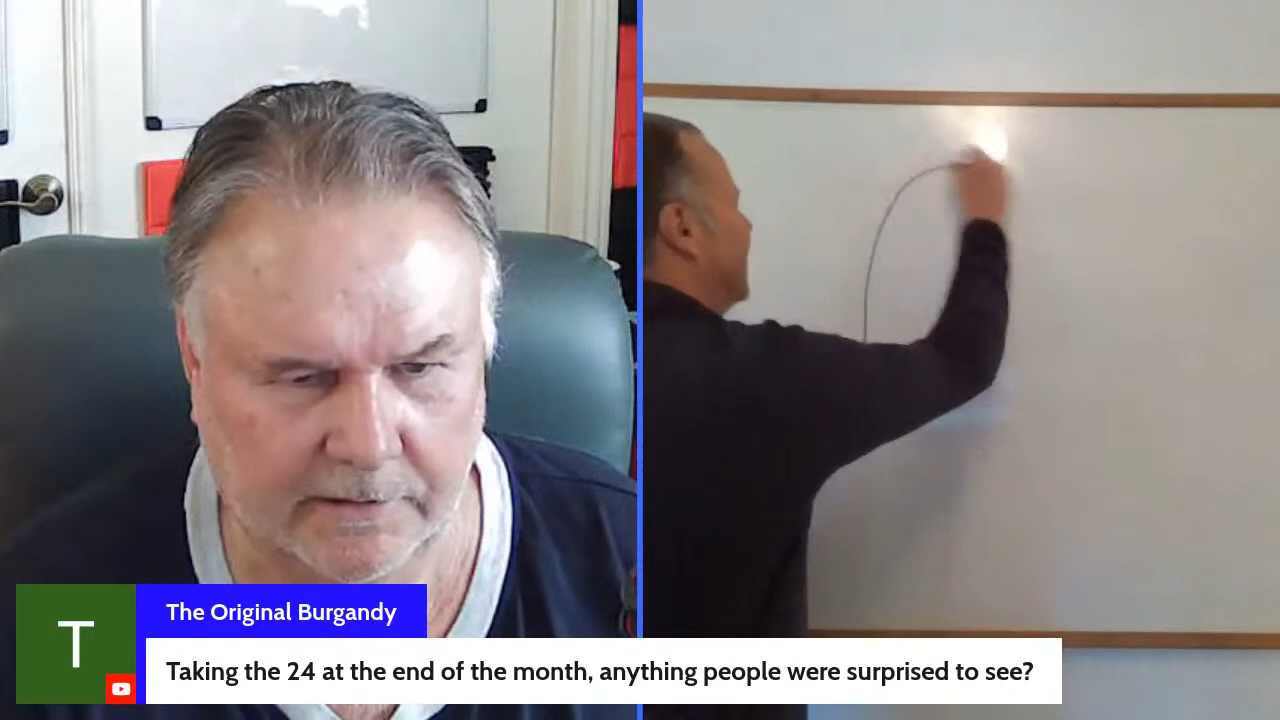 T
The Original Burgandy
Taking the 24 at the end of the month, anything people were surprised to see?